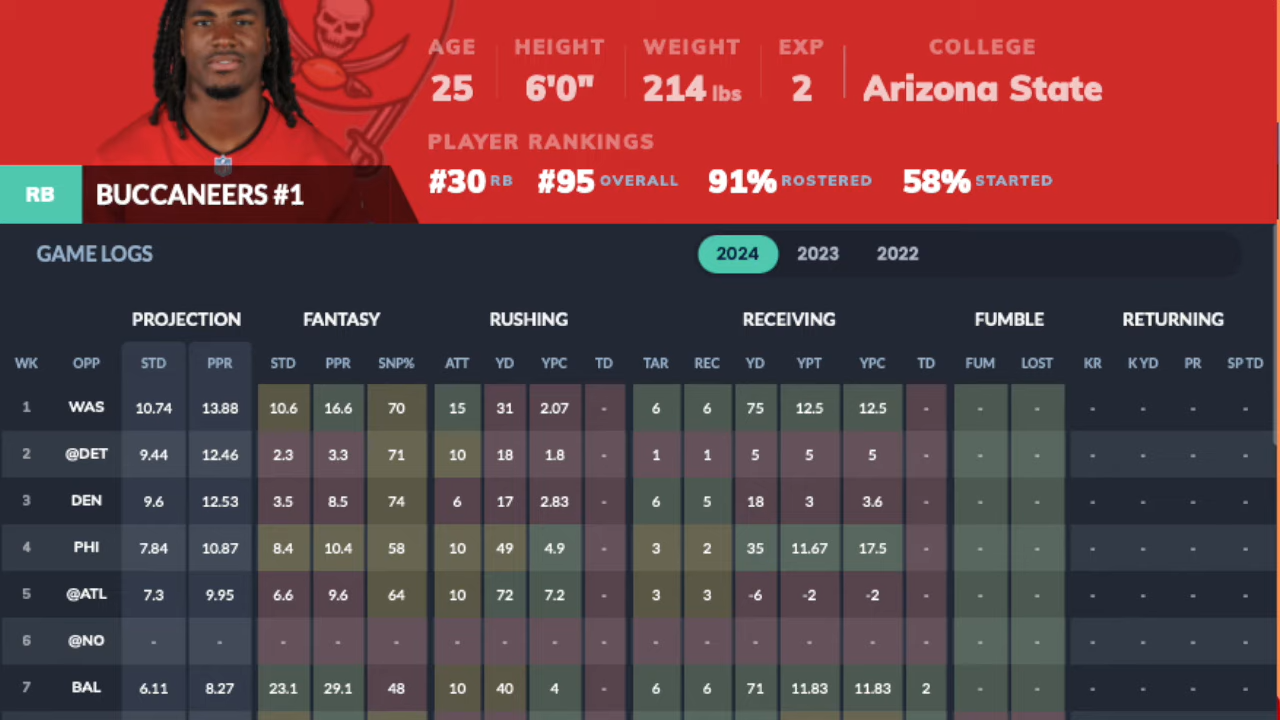 AGE HEIGHT WEIGHT EXP COLLEGE
25 6'0" 214 lbs 2 Arizona State
PLAYER RANKINGS
#30 RB #95 OVERALL 91% ROSTERED 58% STARTED
RB BUCCANEERS #1
GAME LOGS 2024 2023 2022
PROJECTION FANTASY RUSHING RECEIVING FUMBLE RETURNING
WK OPP STD PPR STD PPR SNP% ATT YD YPC TD TAR REC YD YPT YPC TD FUM LOST KR K YD PR SP TD
1 WAS 10.74 13.88 10.6 16.6 70 15 31 2.07 - 6 6 75 12.5 12.5 - - - - - - -
2 @DET 9.44 12.46 2.3 3.3 71 10 18 1.8 - 1 1 5 5 5 - - - - - - -
3 DEN 9.6 12.53 3.5 8.5 74 6 17 2.83 - 6 5 18 3 3.6 - - - - - - -
4 PHI 7.84 10.87 8.4 10.4 58 10 49 4.9 - 3 2 35 11.67 17.5 - - - - - - -
5 @ATL 7.3 9.95 6.6 9.6 64 10 72 7.2 - 3 3 -6 -2 -2 - - - - - - -
6 @NO - - - - - - - - - - - - - - - - - - - - -
7 BAL 6.11 8.27 23.1 29.1 48 10 40 4 - 6 6 71 11.83 11.83 2 - - - - - -